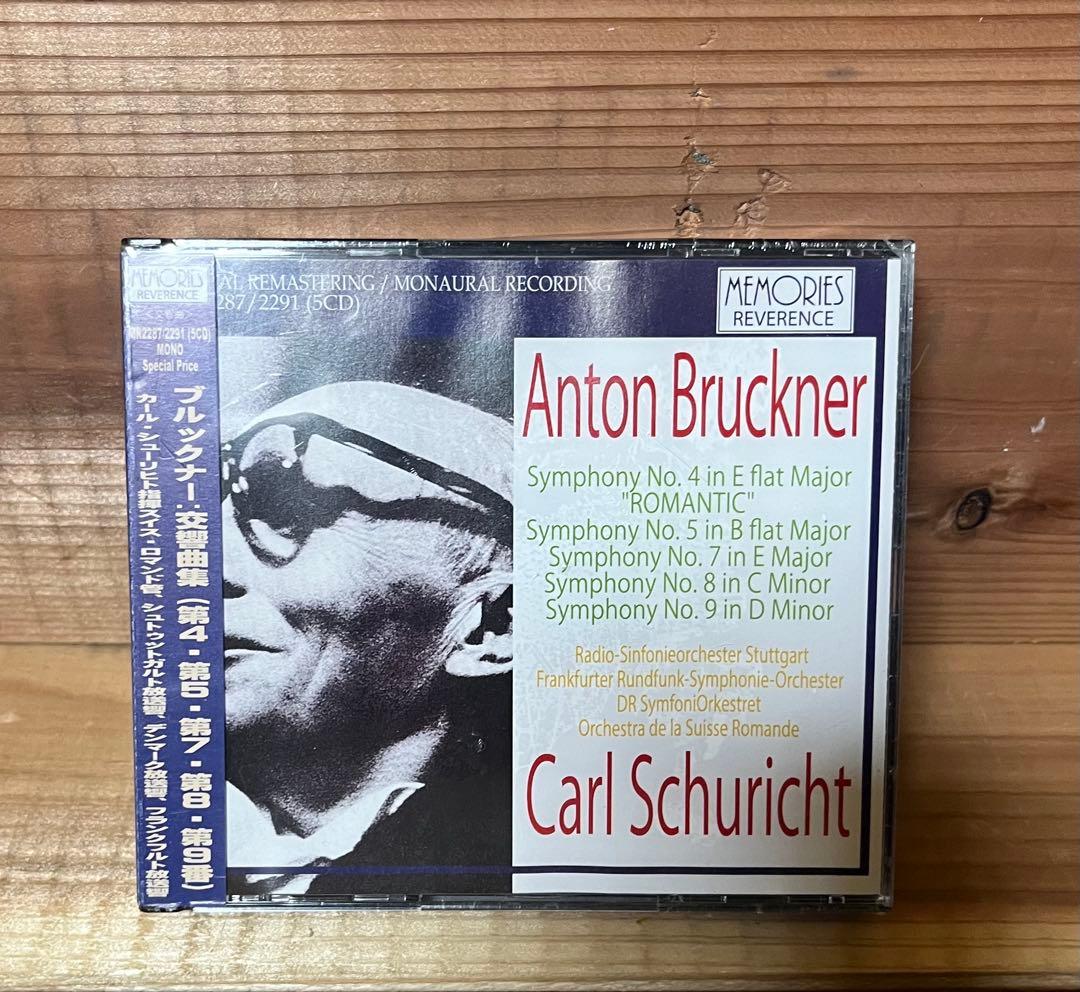 MEMORIES
REVERENCE
MR2287/2291 (5CD)
MONO
Special Price
ブルックナー:交響曲集(第4・第5・第7・第8・第9番)
カール・シューリヒト指揮スイス・ロマンド管、シュトゥットガルト放送響、デンマーク放送響、フランクフルト放送響
AL REMASTERING / MONAURAL RECORDING
287/2291 (5CD)
MEMORIES
REVERENCE
Anton Bruckner
Symphony No. 4 in E flat Major
"ROMANTIC"
Symphony No. 5 in B flat Major
Symphony No. 7 in E Major
Symphony No. 8 in C Minor
Symphony No. 9 in D Minor
Radio-Sinfonieorchester Stuttgart
Frankfurter Rundfunk-Symphonie-Orchester
DR SymfoniOrkestret
Orchestra de la Suisse Romande
Carl Schuricht